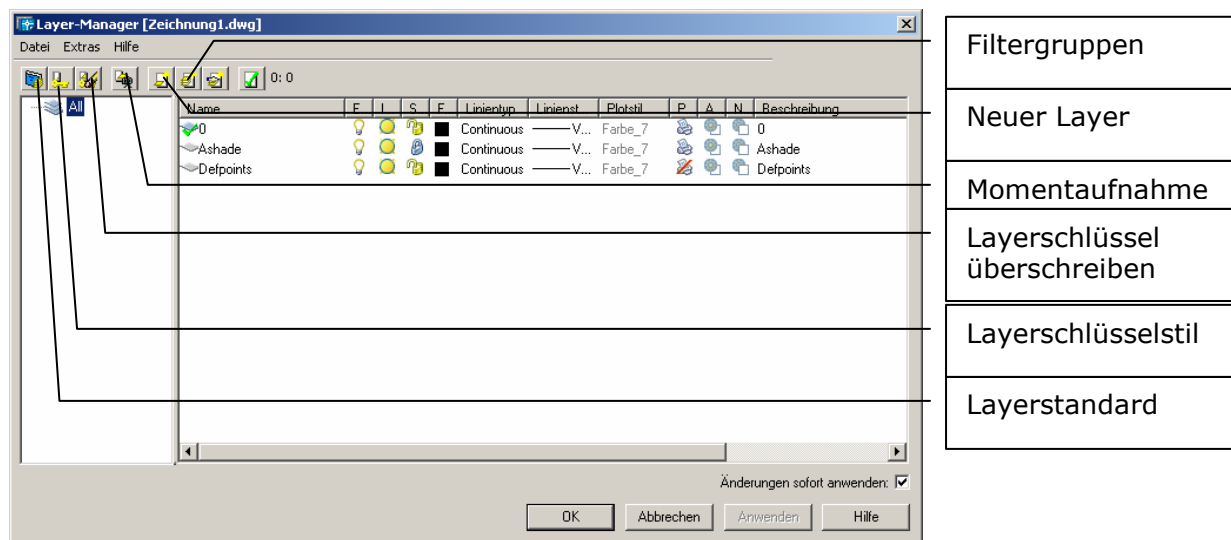 Layer-Manager [Zeichnung1.dwg]
Datei Extras Hilfe
0: 0
All
Name F L S F Linientyp Linienst... Plotstil P A N Beschreibung
0 Continuous V... Farbe_7 0
Ashade Continuous V... Farbe_7 Ashade
Defpoints Continuous V... Farbe_7 Defpoints
Änderungen sofort anwenden:
OK Abbrechen Anwenden Hilfe
Filtergruppen
Neuer Layer
Momentaufnahme
Layerschlüssel
überschreiben
Layerschlüsselstil
Layerstandard